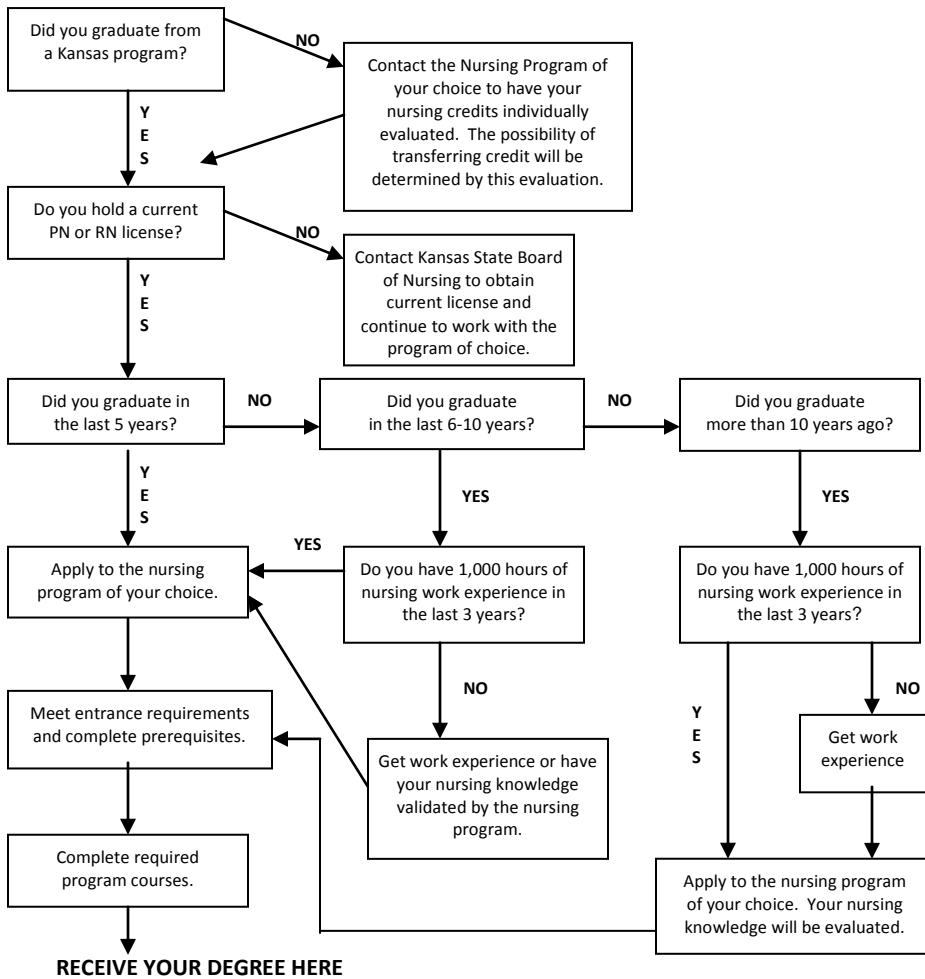 Did you graduate from
a Kansas program?
NO
Contact the Nursing Program of
your choice to have your
nursing credits individually
evaluated. The possibility of
transferring credit will be
determined by this evaluation.
Y
E
S
Do you hold a current
PN or RN license?
NO
Contact Kansas State Board
of Nursing to obtain
current license and
continue to work with the
program of choice.
Y
E
S
Did you graduate in
the last 5 years?
NO
Did you graduate
in the last 6-10 years?
NO
Did you graduate
more than 10 years ago?
Y
E
S
YES
YES
Apply to the nursing
program of your choice.
YES
Do you have 1,000 hours of
nursing work experience in
the last 3 years?
Do you have 1,000 hours of
nursing work experience in
the last 3 years?
NO
Y
E
S
NO
Meet entrance requirements
and complete prerequisites.
Get work experience or have
your nursing knowledge
validated by the nursing
program.
Get work
experience
Complete required
program courses.
Apply to the nursing program
of your choice. Your nursing
knowledge will be evaluated.
RECEIVE YOUR DEGREE HERE